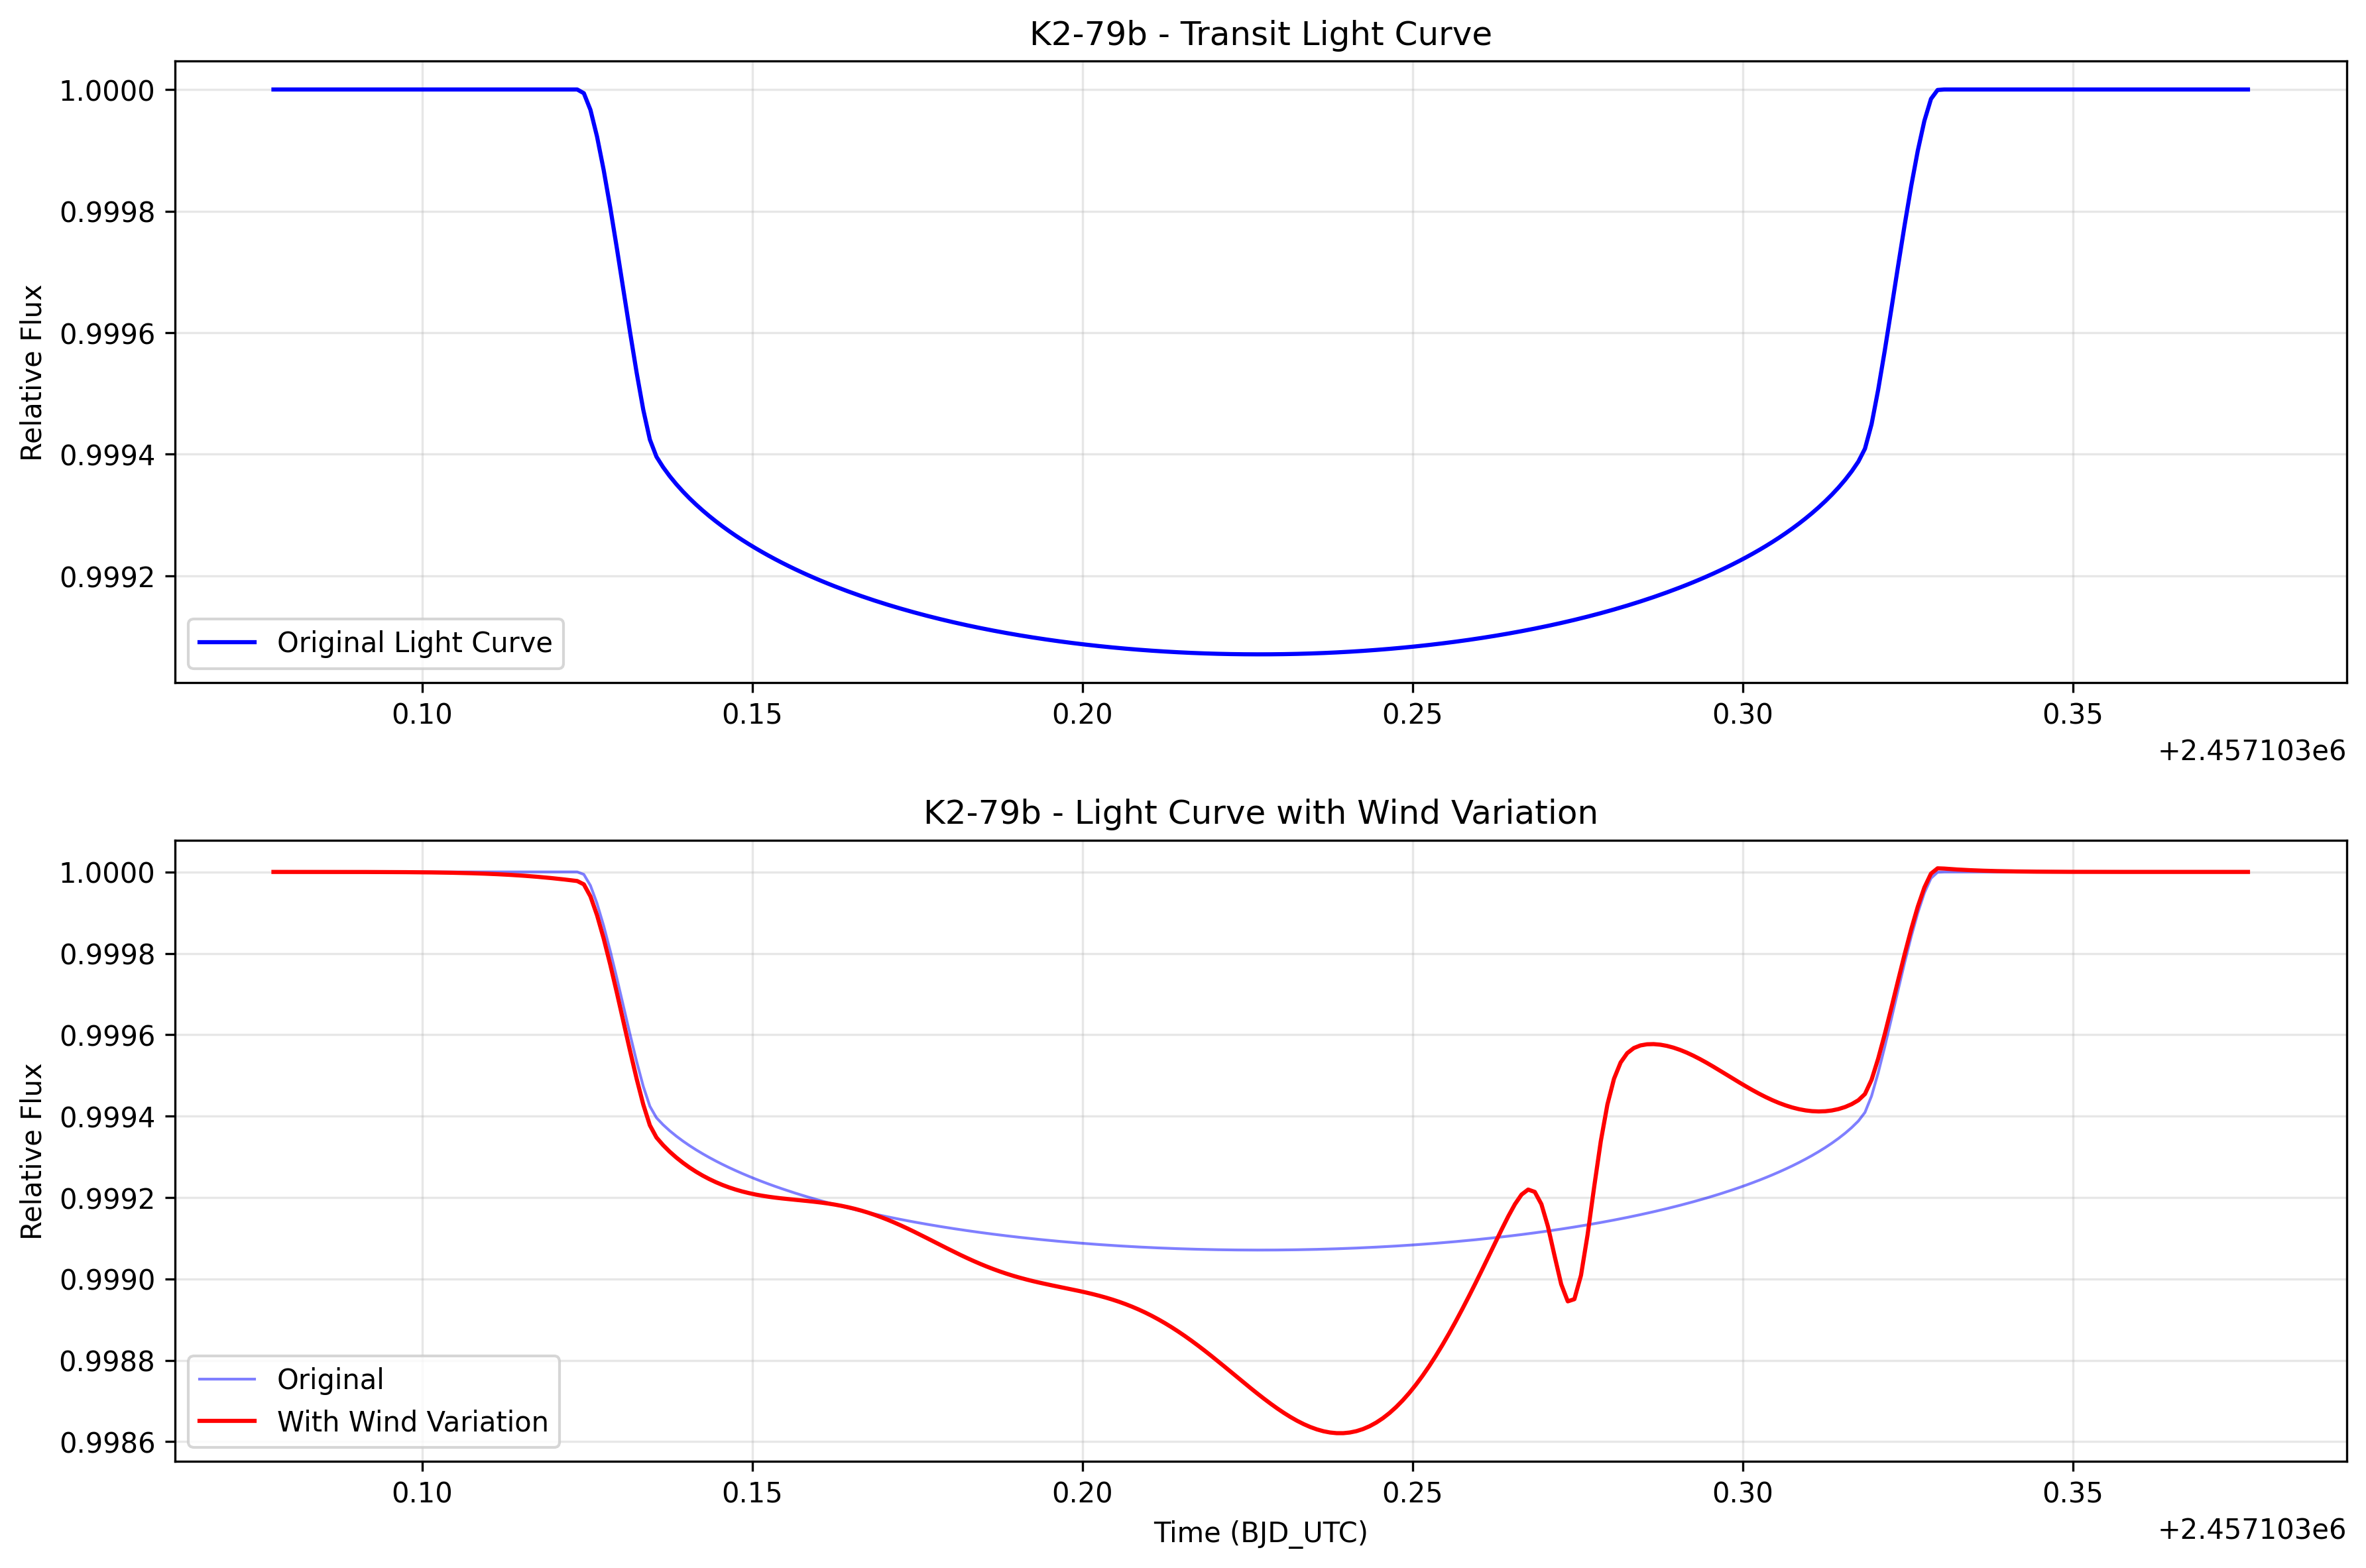 K2-79b - Transit Light Curve
Relative Flux
1.0000
0.9998
0.9996
0.9994
0.9992
Original Light Curve
0.10 0.15 0.20 0.25 0.30 0.35
+2.457103e6
K2-79b - Light Curve with Wind Variation
Relative Flux
1.0000
0.9998
0.9996
0.9994
0.9992
0.9990
0.9988
0.9986
Original
With Wind Variation
0.10 0.15 0.20 0.25 0.30 0.35
Time (BJD_UTC)
+2.457103e6